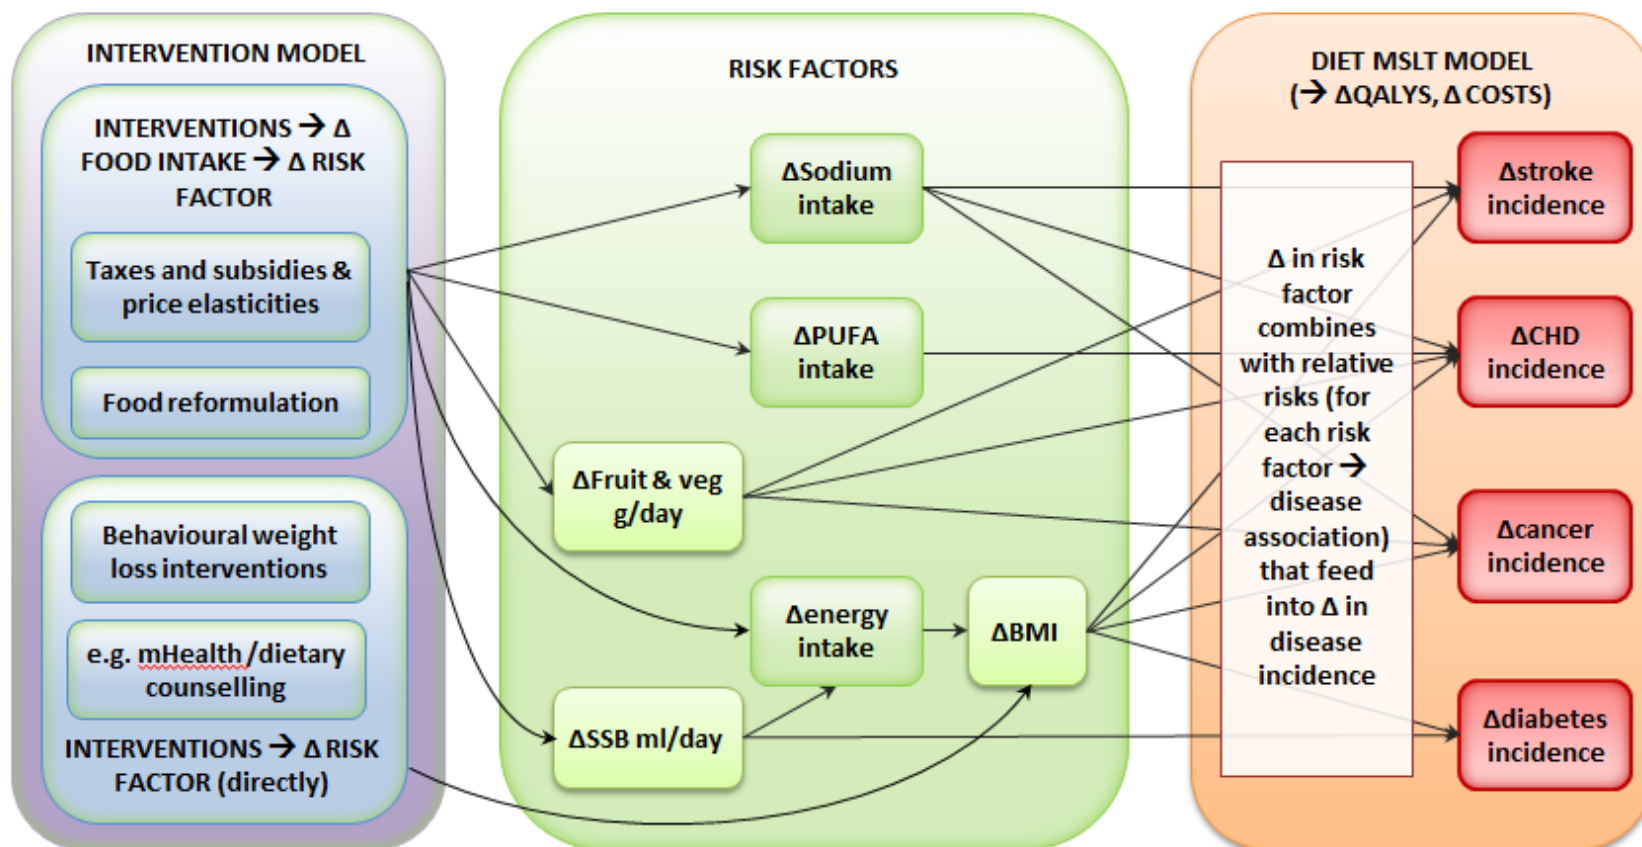 INTERVENTION MODEL
INTERVENTIONS → Δ
FOOD INTAKE → Δ RISK
FACTOR
Taxes and subsidies &
price elasticities
Food reformulation
Behavioural weight
loss interventions
e.g. mHealth/dietary
counselling
INTERVENTIONS → Δ RISK
FACTOR (directly)
RISK FACTORS
ΔSodium
intake
ΔPUFA
intake
ΔFruit & veg
g/day
Δenergy
intake
ΔBMI
ΔSSB ml/day
DIET MSLT MODEL
(→ ΔQALYS, Δ COSTS)
Δ in risk
factor
combines
with relative
risks (for
each risk
factor →
disease
association)
that feed
into Δ in
disease
incidence
Δstroke
incidence
ΔCHD
incidence
Δcancer
incidence
Δdiabetes
incidence